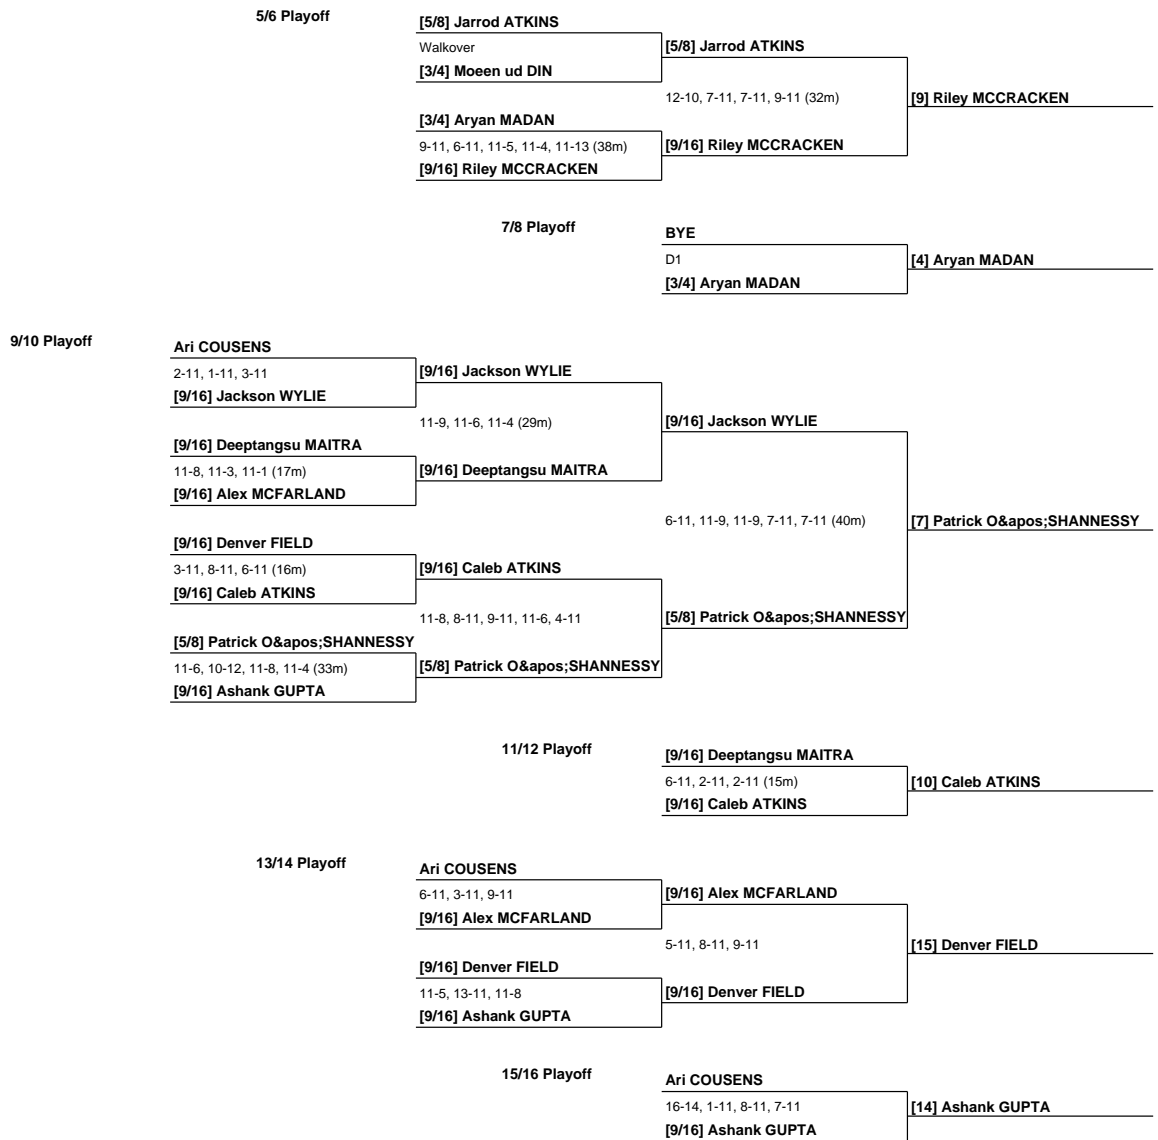 5/6 Playoff
[5/8] Jarrod ATKINS
Walkover
[5/8] Jarrod ATKINS
[3/4] Moeen ud DIN
12-10, 7-11, 7-11, 9-11 (32m)
[9] Riley MCCRACKEN
[3/4] Aryan MADAN
9-11, 6-11, 11-5, 11-4, 11-13 (38m)
[9/16] Riley MCCRACKEN
[9/16] Riley MCCRACKEN
7/8 Playoff
BYE
D1
[4] Aryan MADAN
[3/4] Aryan MADAN
9/10 Playoff
Ari COUSENS
2-11, 1-11, 3-11
[9/16] Jackson WYLIE
[9/16] Jackson WYLIE
11-9, 11-6, 11-4 (29m)
[9/16] Jackson WYLIE
[9/16] Deeptangsu MAITRA
11-8, 11-3, 11-1 (17m)
[9/16] Deeptangsu MAITRA
[9/16] Alex MCFARLAND
6-11, 11-9, 11-9, 7-11, 7-11 (40m)
[7] Patrick O&apos;SHANNESSY
[9/16] Denver FIELD
3-11, 8-11, 6-11 (16m)
[9/16] Caleb ATKINS
[9/16] Caleb ATKINS
11-8, 8-11, 9-11, 11-6, 4-11
[5/8] Patrick O&apos;SHANNESSY
[5/8] Patrick O&apos;SHANNESSY
11-6, 10-12, 11-8, 11-4 (33m)
[5/8] Patrick O&apos;SHANNESSY
[9/16] Ashank GUPTA
11/12 Playoff
[9/16] Deeptangsu MAITRA
6-11, 2-11, 2-11 (15m)
[10] Caleb ATKINS
[9/16] Caleb ATKINS
13/14 Playoff
Ari COUSENS
6-11, 3-11, 9-11
[9/16] Alex MCFARLAND
[9/16] Alex MCFARLAND
5-11, 8-11, 9-11
[15] Denver FIELD
[9/16] Denver FIELD
11-5, 13-11, 11-8
[9/16] Denver FIELD
[9/16] Ashank GUPTA
15/16 Playoff
Ari COUSENS
16-14, 1-11, 8-11, 7-11
[14] Ashank GUPTA
[9/16] Ashank GUPTA